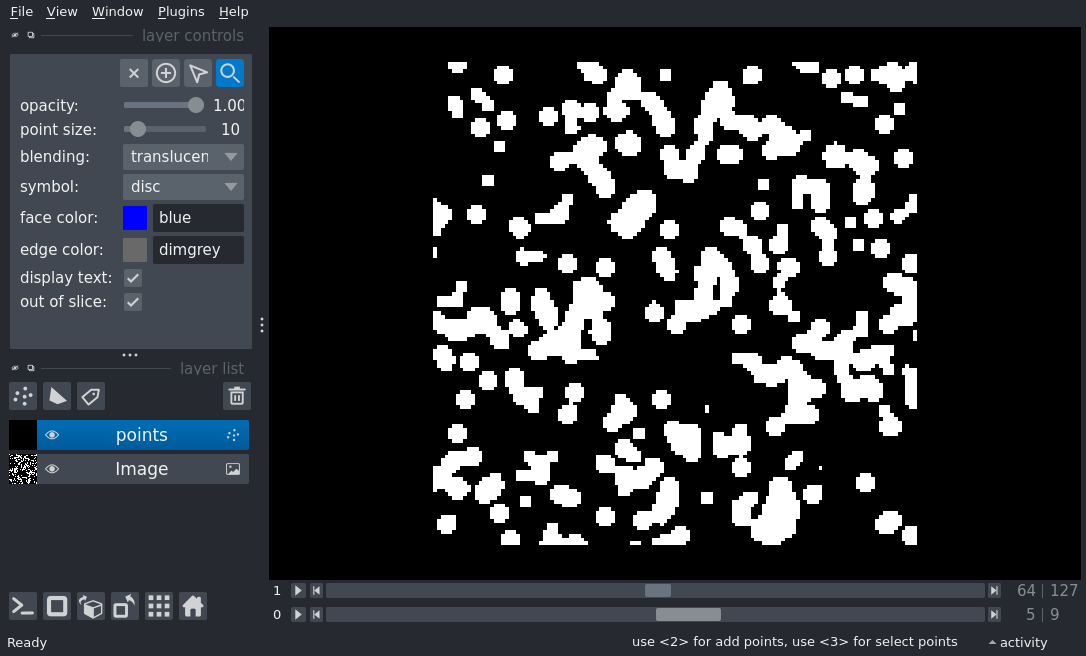 File View Window Plugins Help
layer controls
opacity: 1.00
point size: 10
blending: translucen
symbol: disc
face color: blue
edge color: dimgrey
display text:
out of slice:
layer list
points
Image
1 64 127
0 5 9
Ready use <2> for add points, use <3> for select points activity